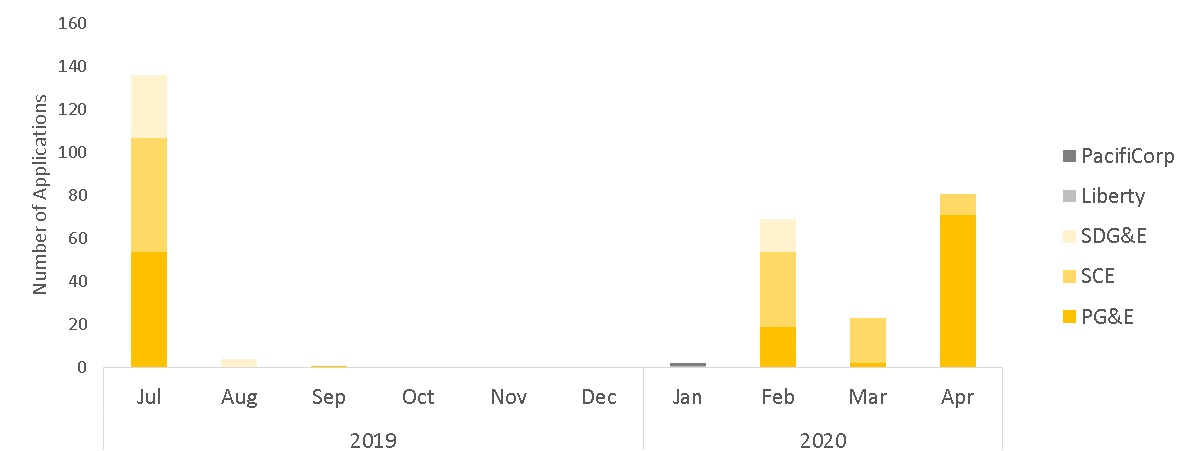 160
140
120
100
80
60
40
20
0
Number of Applications
Jul Aug Sep Oct Nov Dec Jan Feb Mar Apr
2019 2020
PacifiCorp
Liberty
SDG&E
SCE
PG&E